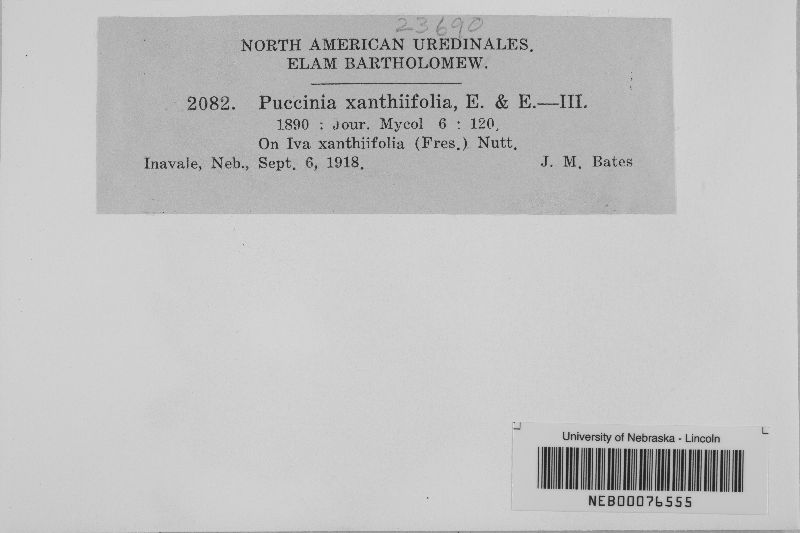 23690
NORTH AMERICAN UREDINALES.
ELAM BARTHOLOMEW.
2082. Puccinia xanthiifolia, E. & E.—III.
1890 : Jour. Mycol 6 : 120.
On Iva xanthiifolia (Fres.) Nutt.
Inavale, Neb., Sept. 6, 1918. J. M. Bates
University of Nebraska - Lincoln
NEB00076555